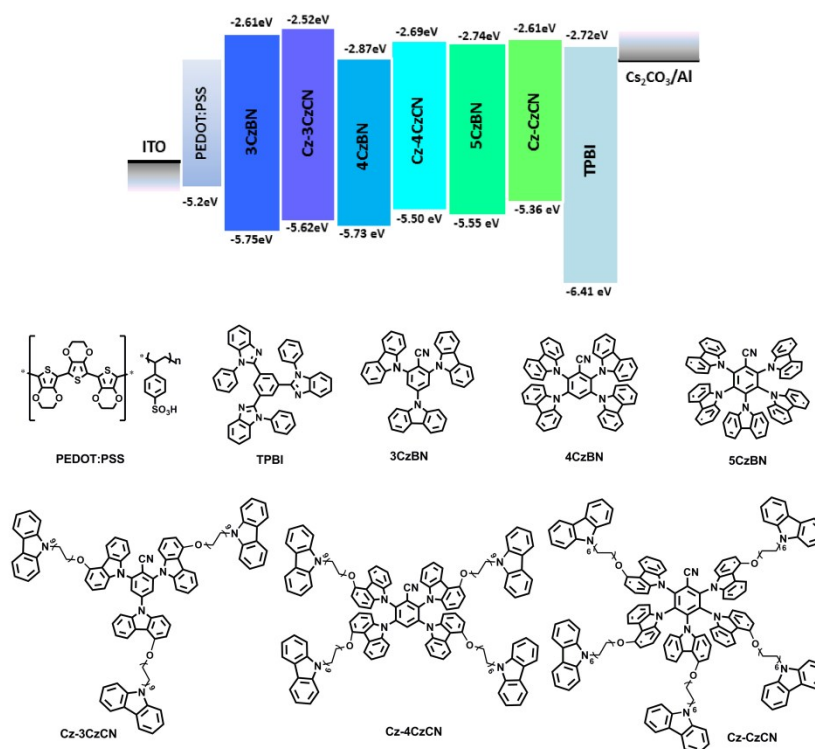 -2.61eV
-2.52eV
-2.87eV
-2.69eV
-2.74eV
-2.61eV
-2.72eV
Cs2CO3/Al
ITO
PEDOT:PSS
3CzBN
Cz-3CzCN
4CzBN
Cz-4CzCN
5CzBN
Cz-CzCN
TPBI
-5.2eV
-5.75eV
-5.62eV
-5.73 eV
-5.50 eV
-5.55 eV
-5.36 eV
-6.41 eV
O O
S S S
O O O O
* * n
SO3H
PEDOT:PSS
N N
N N
N N
TPBI
CN
N N
N
3CzBN
CN
N N
N N
4CzBN
CN
N N
N N
N
5CzBN
N 9 O CN O 9 N
N N
N
O
9
N
Cz-3CzCN
N 6 O CN O 6 N
N N
N N
N 6 O O 6 N
Cz-4CzCN
N 6 O CN O 6 N
N N
N N
N
N 6 O O 6 N
O
6
N
Cz-CzCN